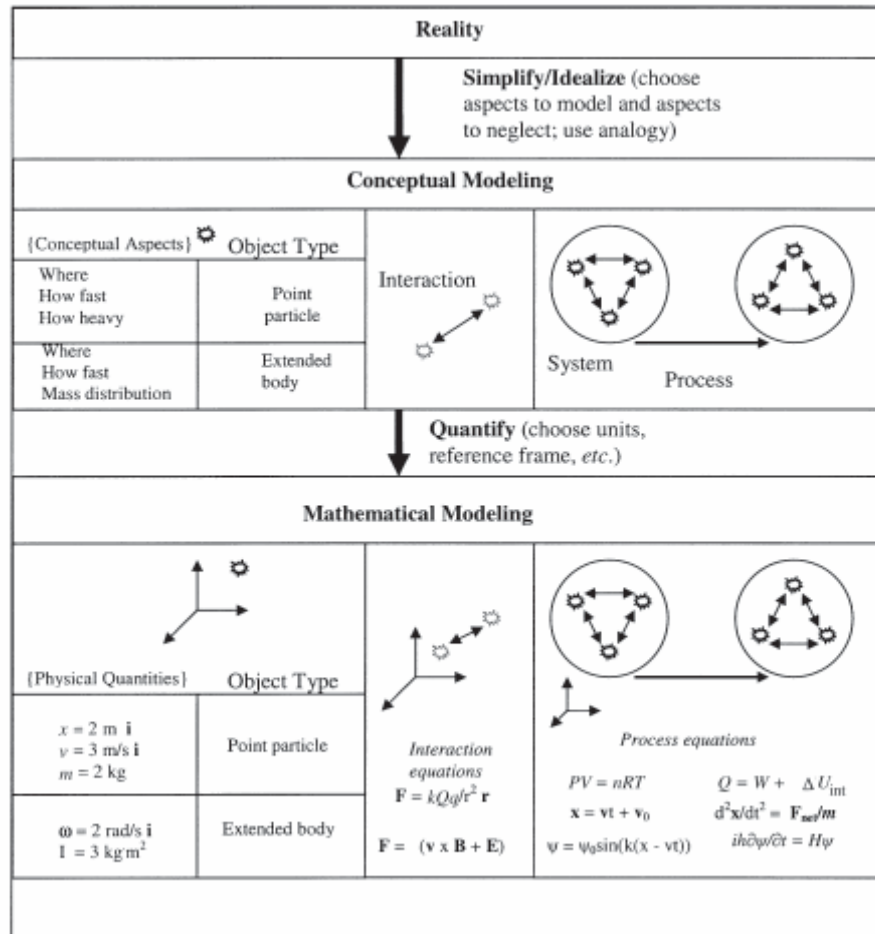 Reality
Simplify/Idealize (choose
aspects to model and aspects
to neglect; use analogy)
Conceptual Modeling
{Conceptual Aspects} Object Type
Where
How fast
How heavy
Point
particle
Where
How fast
Mass distribution
Extended
body
Interaction
System
Process
Quantify (choose units,
reference frame, etc.)
Mathematical Modeling
{Physical Quantities} Object Type
x = 2 m i
v = 3 m/s i
m = 2 kg
Point particle
ω = 2 rad/s i
I = 3 kg m²
Extended body
Interaction
equations
F = kQq/r² r
F = (v x B + E)
Process equations
PV = nRT
Q = W + ΔU_int
x = vt + v₀
d²x/dt² = F_net/m
ψ = ψ₀sin(k(x - vt))
ih∂ψ/∂t = Hψ